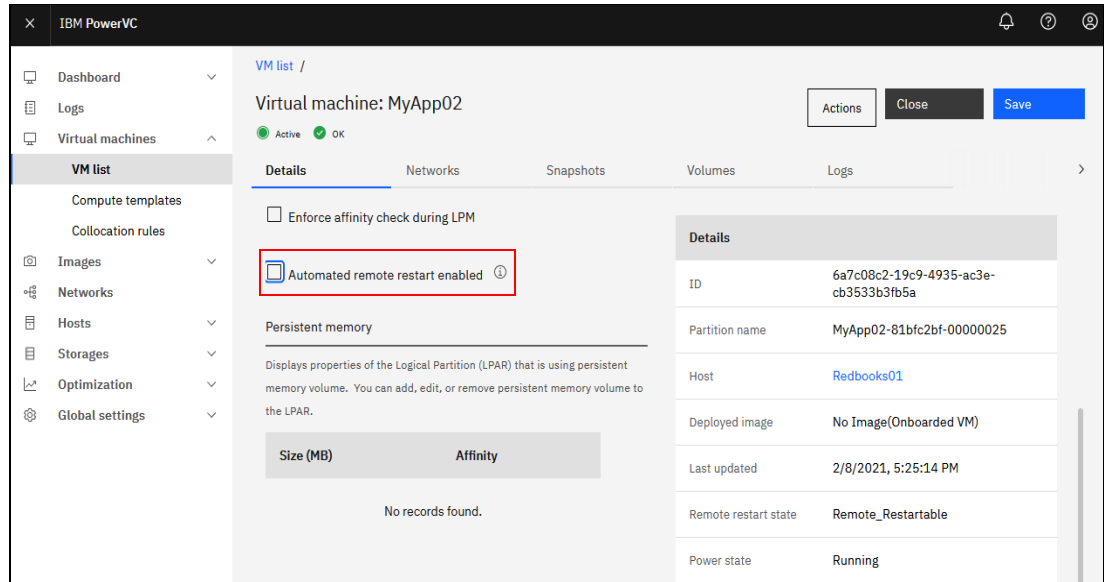 IBM PowerVC
Dashboard
Logs
Virtual machines
VM list
Compute templates
Collocation rules
Images
Networks
Hosts
Storages
Optimization
Global settings
VM list /
Virtual machine: MyApp02
Active OK
Actions
Close
Save
Details Networks Snapshots Volumes Logs
Enforce affinity check during LPM
Automated remote restart enabled
Persistent memory
Displays properties of the Logical Partition (LPAR) that is using persistent
memory volume. You can add, edit, or remove persistent memory volume to
the LPAR.
Size (MB) Affinity
No records found.
Details
ID 6a7c08c2-19c9-4935-ac3e-
cb3533b3fb5a
Partition name MyApp02-81bfc2bf-00000025
Host Redbooks01
Deployed image No Image(Onboarded VM)
Last updated 2/8/2021, 5:25:14 PM
Remote restart state Remote_Restartable
Power state Running